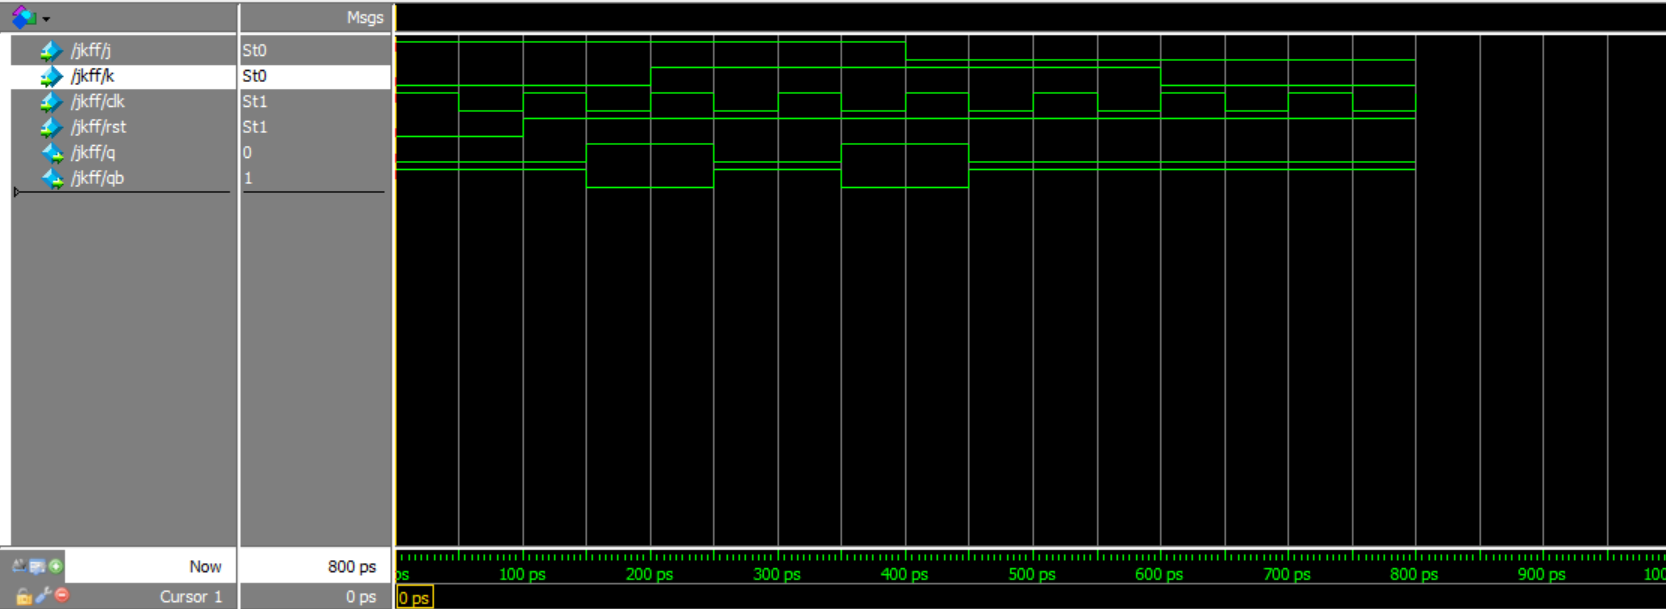 Msgs
/jkff/j St0
/jkff/k St0
/jkff/clk St1
/jkff/rst St1
/jkff/q 0
/jkff/qb 1
Now 800 ps
ps 100 ps 200 ps 300 ps 400 ps 500 ps 600 ps 700 ps 800 ps 900 ps 100
Cursor 1 0 ps 0 ps